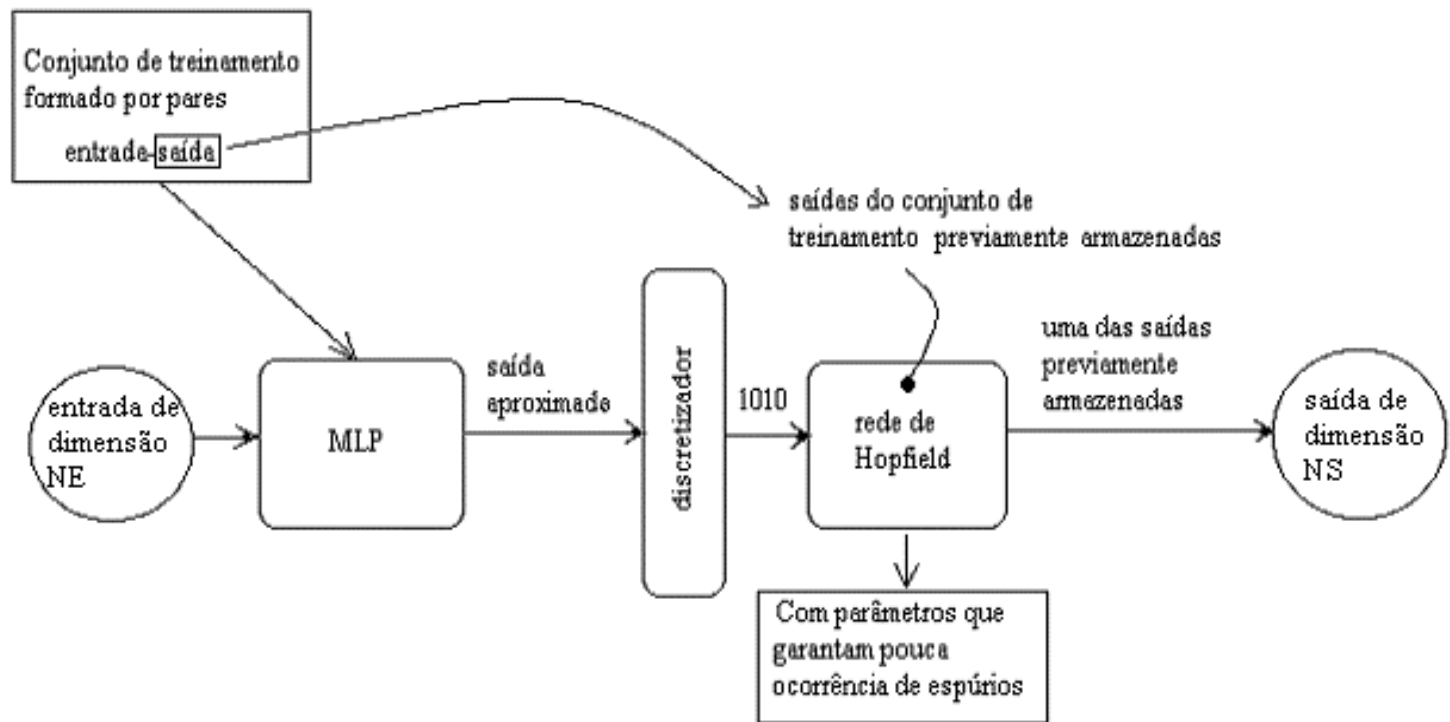 Conjunto de treinamento
formado por pares
entrada-saída
saídas do conjunto de
treinamento previamente armazenadas
entrada de
dimensão
NE
MLP
saída
aproximada
discretizador
1010
rede de
Hopfield
uma das saídas
previamente
armazenadas
saída de
dimensão
NS
Com parâmetros que
garantam pouca
ocorrência de espúrios